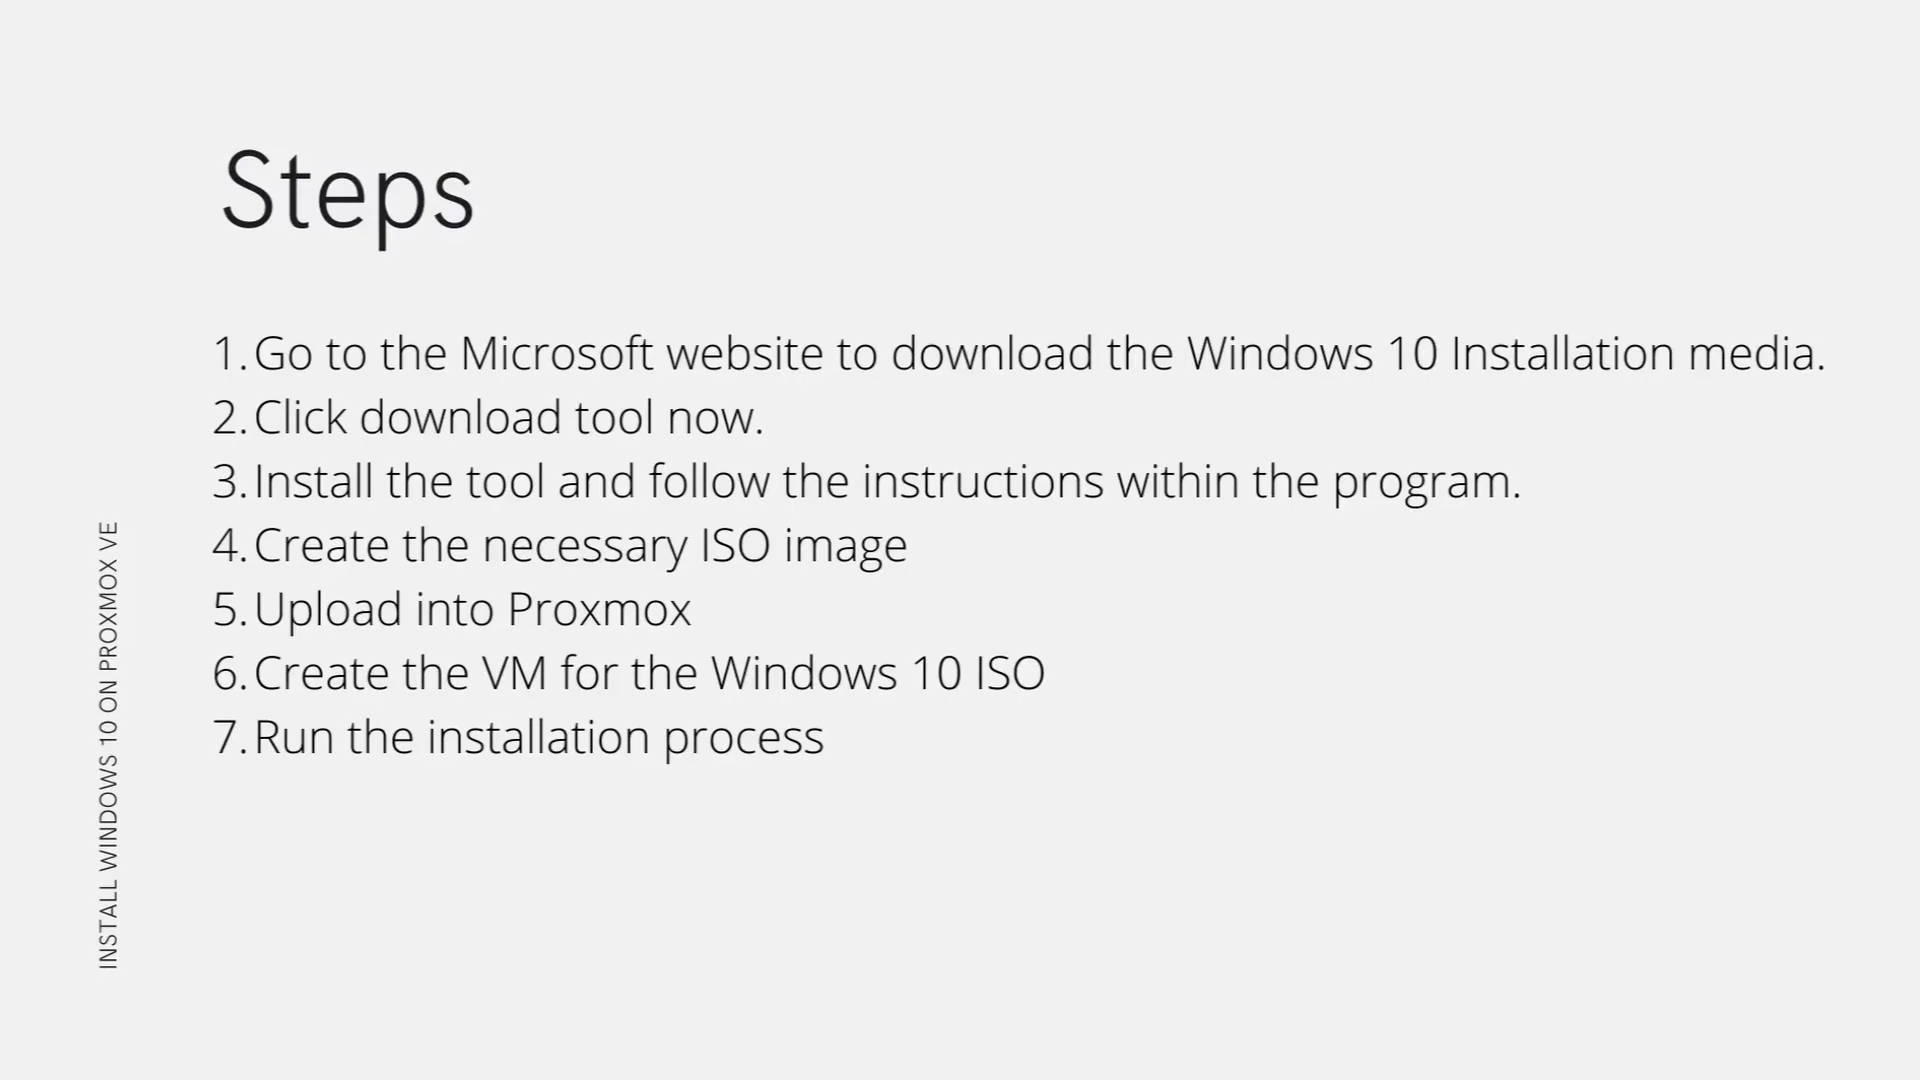 Steps
1. Go to the Microsoft website to download the Windows 10 Installation media.
2. Click download tool now.
3. Install the tool and follow the instructions within the program.
4. Create the necessary ISO image
5. Upload into Proxmox
6. Create the VM for the Windows 10 ISO
7. Run the installation process
INSTALL WINDOWS 10 ON PROXMOX VE